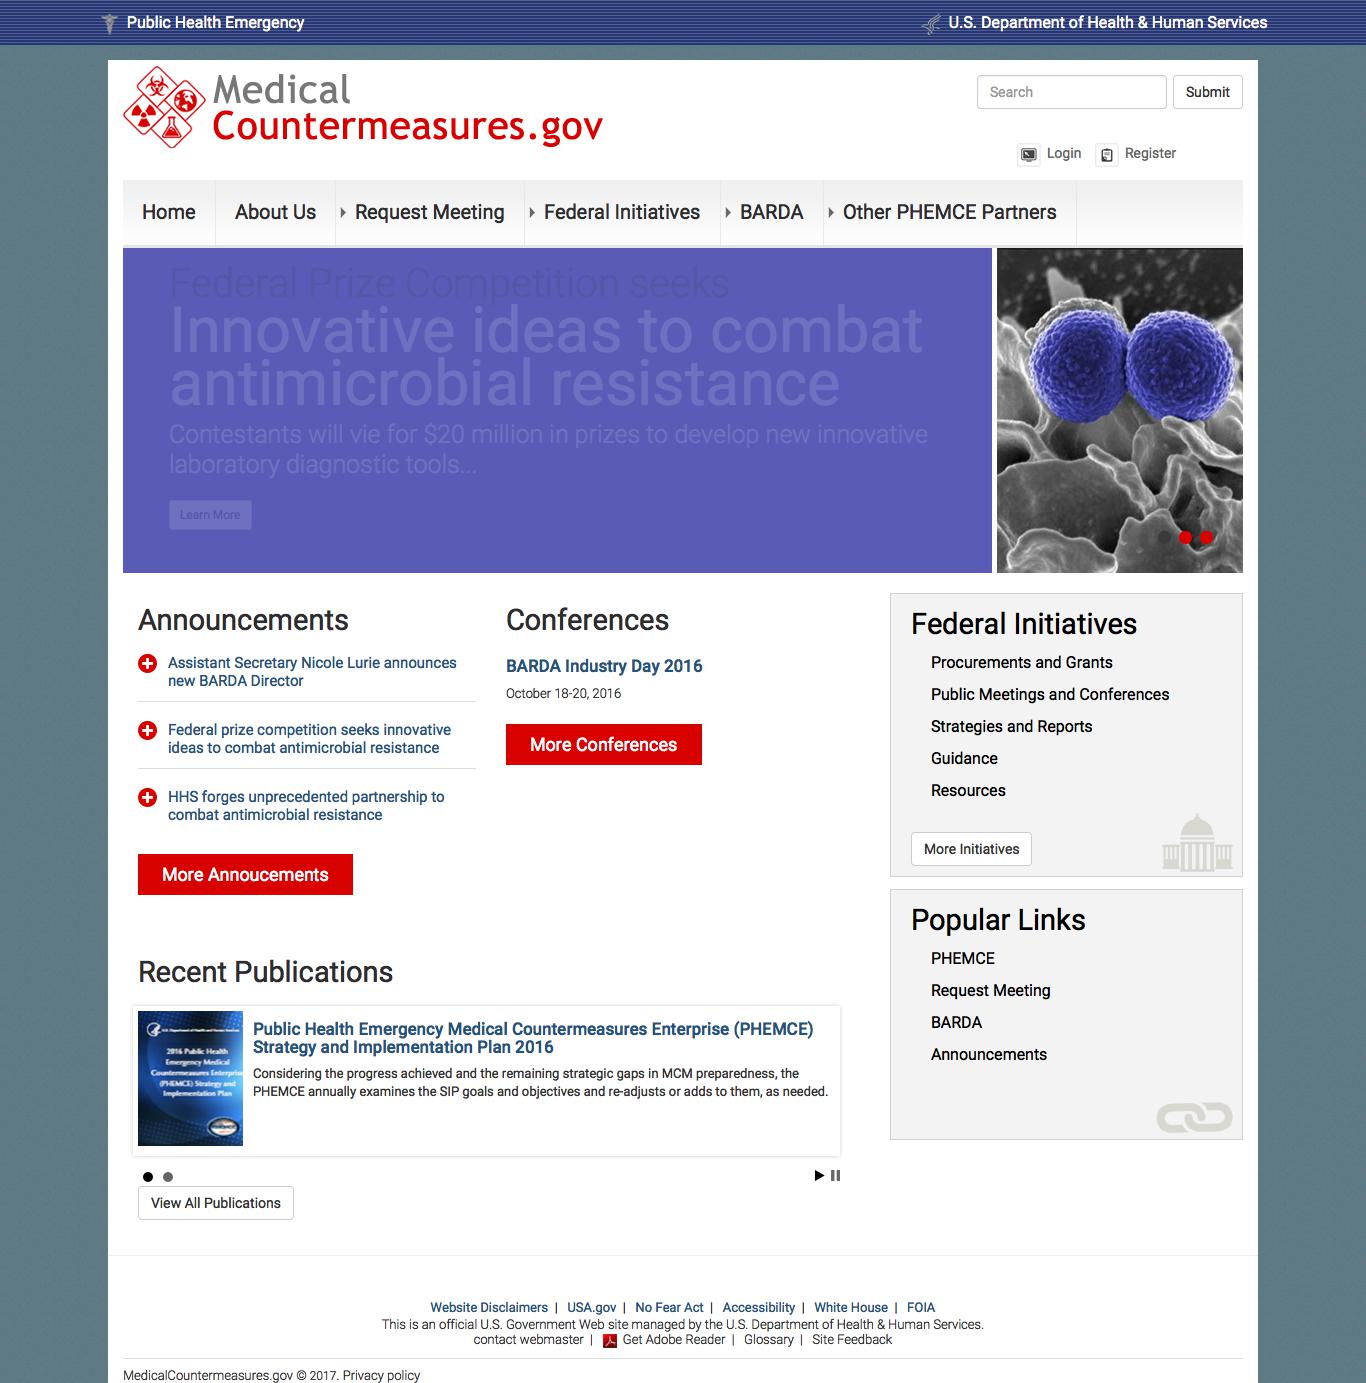 Public Health Emergency
U.S. Department of Health & Human Services
Medical
Countermeasures.gov
Search
Submit
Login
Register
Home
About Us
Request Meeting
Federal Initiatives
BARDA
Other PHEMCE Partners
Federal Prize Competition seeks
Innovative ideas to combat
antimicrobial resistance
Contestants will vie for $20 million in prizes to develop new innovative
laboratory diagnostic tools...
Learn More
Announcements
Assistant Secretary Nicole Lurie announces
new BARDA Director
Federal prize competition seeks innovative
ideas to combat antimicrobial resistance
HHS forges unprecedented partnership to
combat antimicrobial resistance
More Annoucements
Conferences
BARDA Industry Day 2016
October 18-20, 2016
More Conferences
Federal Initiatives
Procurements and Grants
Public Meetings and Conferences
Strategies and Reports
Guidance
Resources
More Initiatives
Popular Links
PHEMCE
Request Meeting
BARDA
Announcements
Recent Publications
U.S. Department of Health and Human Services
2016 Public Health
Emergency Medical
Countermeasures Enterprise
(PHEMCE) Strategy and
Implementation Plan
Public Health Emergency Medical Countermeasures Enterprise (PHEMCE)
Strategy and Implementation Plan 2016
Considering the progress achieved and the remaining strategic gaps in MCM preparedness, the
PHEMCE annually examines the SIP goals and objectives and re-adjusts or adds to them, as needed.
View All Publications
Website Disclaimers | USA.gov | No Fear Act | Accessibility | White House | FOIA
This is an official U.S. Government Web site managed by the U.S. Department of Health & Human Services.
contact webmaster | Get Adobe Reader | Glossary | Site Feedback
MedicalCountermeasures.gov © 2017. Privacy policy